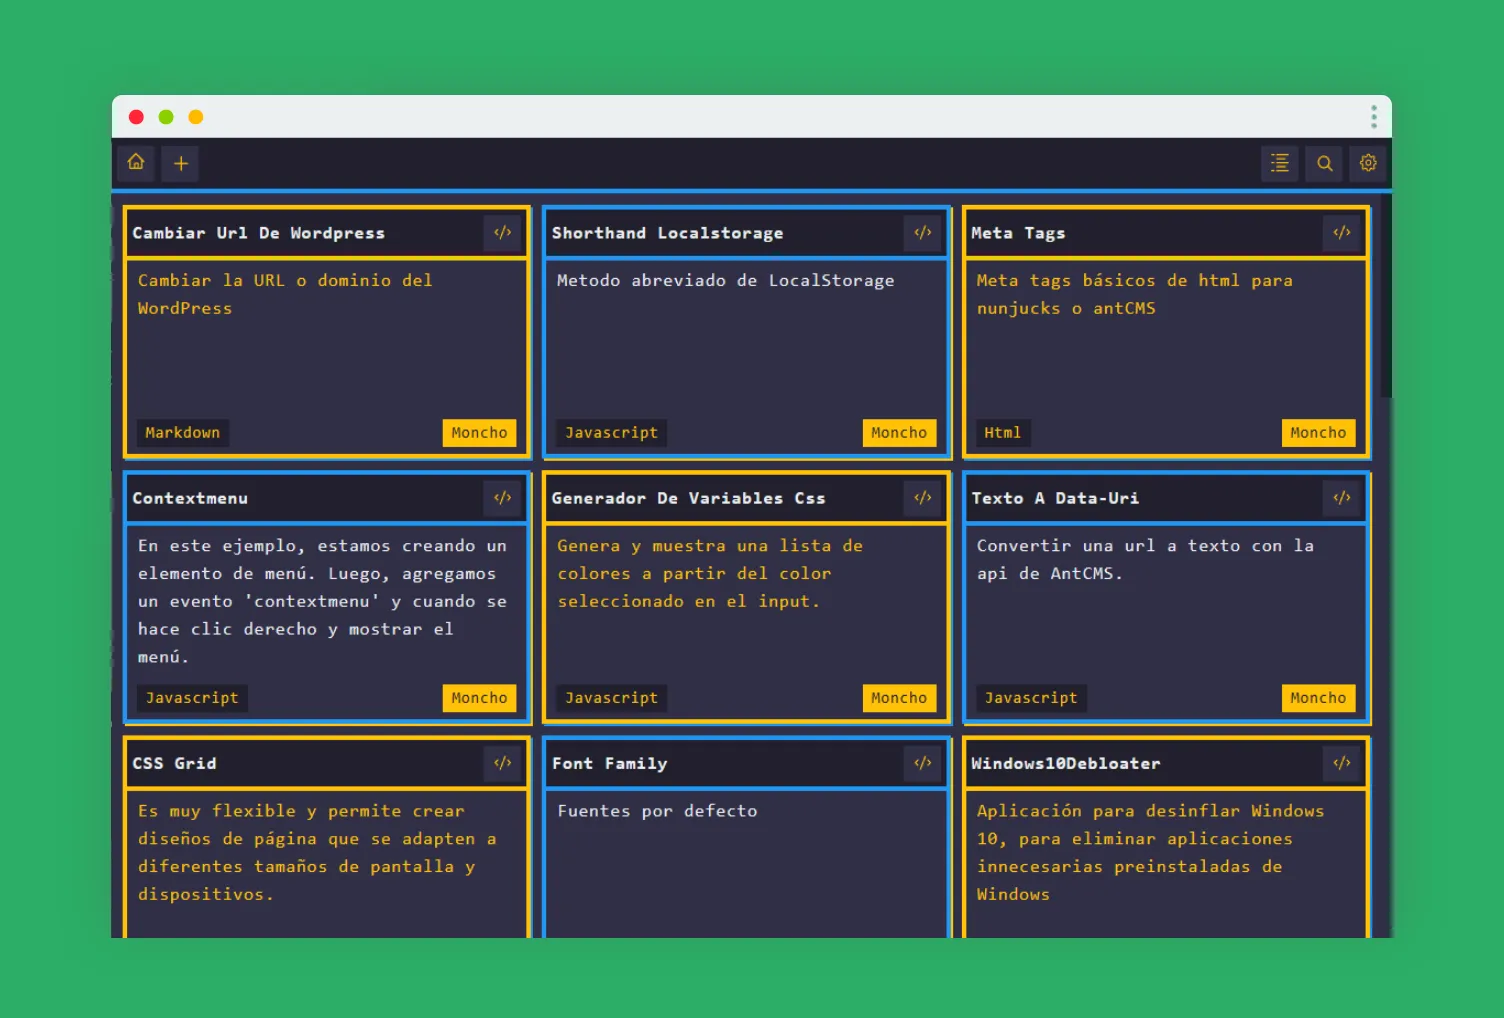 Cambiar Url De Wordpress
</>
Cambiar la URL o dominio del
WordPress
Markdown
Moncho
Shorthand Localstorage
</>
Metodo abreviado de LocalStorage
Javascript
Moncho
Meta Tags
</>
Meta tags básicos de html para
nunjucks o antCMS
Html
Moncho
Contextmenu
</>
En este ejemplo, estamos creando un
elemento de menú. Luego, agregamos
un evento 'contextmenu' y cuando se
hace clic derecho y mostrar el
menú.
Javascript
Moncho
Generador De Variables Css
</>
Genera y muestra una lista de
colores a partir del color
seleccionado en el input.
Javascript
Moncho
Texto A Data-Uri
</>
Convertir una url a texto con la
api de AntCMS.
Javascript
Moncho
CSS Grid
</>
Es muy flexible y permite crear
diseños de página que se adapten a
diferentes tamaños de pantalla y
dispositivos.
Font Family
</>
Fuentes por defecto
Windows10Debloater
</>
Aplicación para desinflar Windows
10, para eliminar aplicaciones
innecesarias preinstaladas de
Windows